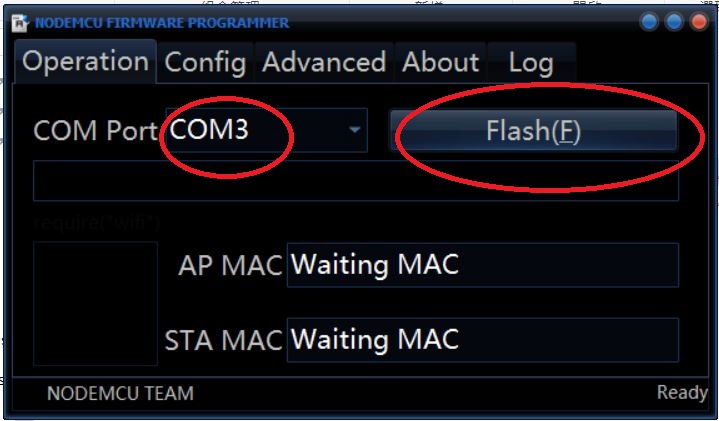 NODEMCU FIRMWARE PROGRAMMER
Operation Config Advanced About Log
COM Port COM3 Flash(F)
require("wifi")
AP MAC Waiting MAC
STA MAC Waiting MAC
NODEMCU TEAM Ready